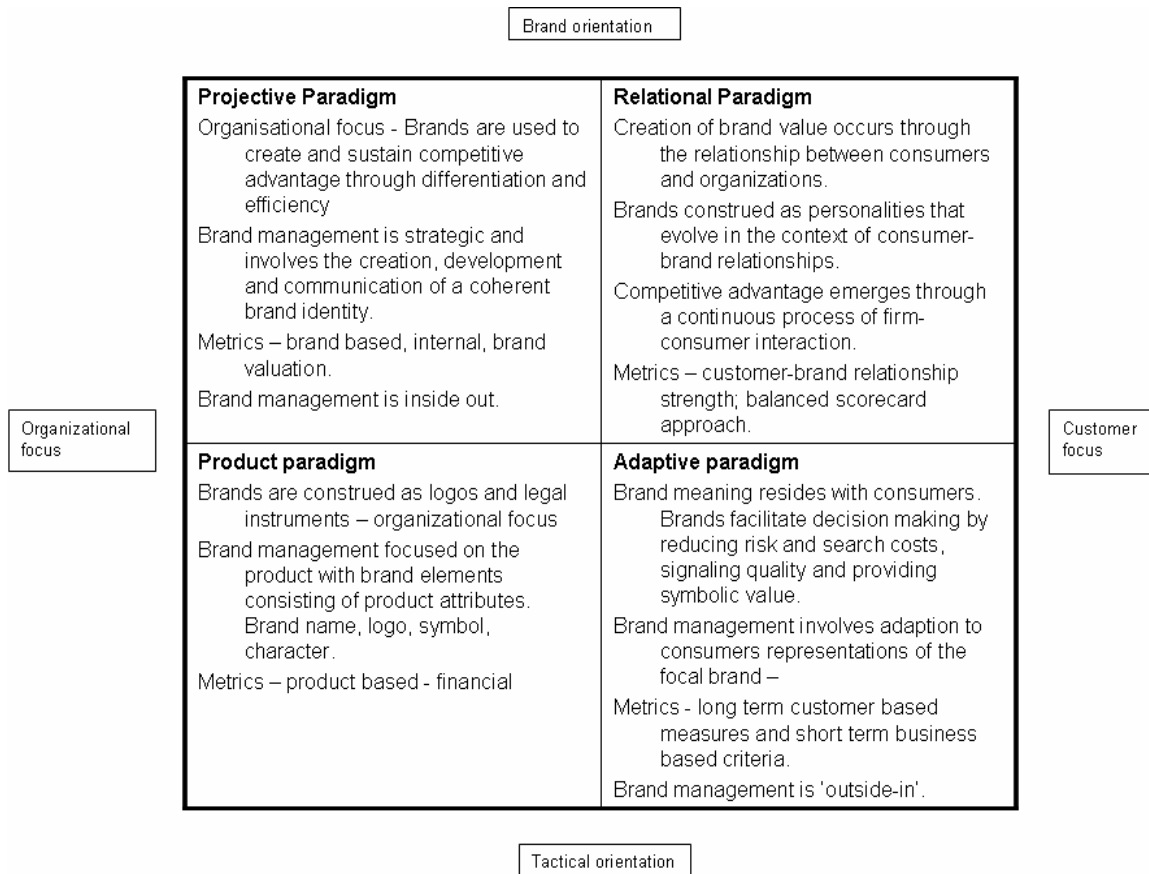 Brand orientation
Projective Paradigm
Organisational focus - Brands are used to
create and sustain competitive
advantage through differentiation and
efficiency
Brand management is strategic and
involves the creation, development
and communication of a coherent
brand identity.
Metrics – brand based, internal, brand
valuation.
Brand management is inside out.
Relational Paradigm
Creation of brand value occurs through
the relationship between consumers
and organizations.
Brands construed as personalities that
evolve in the context of consumer-
brand relationships.
Competitive advantage emerges through
a continuous process of firm-
consumer interaction.
Metrics – customer-brand relationship
strength; balanced scorecard
approach.
Organizational
focus
Customer
focus
Product paradigm
Brands are construed as logos and legal
instruments – organizational focus
Brand management focused on the
product with brand elements
consisting of product attributes.
Brand name, logo, symbol,
character.
Metrics – product based - financial
Adaptive paradigm
Brand meaning resides with consumers.
Brands facilitate decision making by
reducing risk and search costs,
signaling quality and providing
symbolic value.
Brand management involves adaption to
consumers representations of the
focal brand –
Metrics - long term customer based
measures and short term business
based criteria.
Brand management is ‘outside-in’.
Tactical orientation